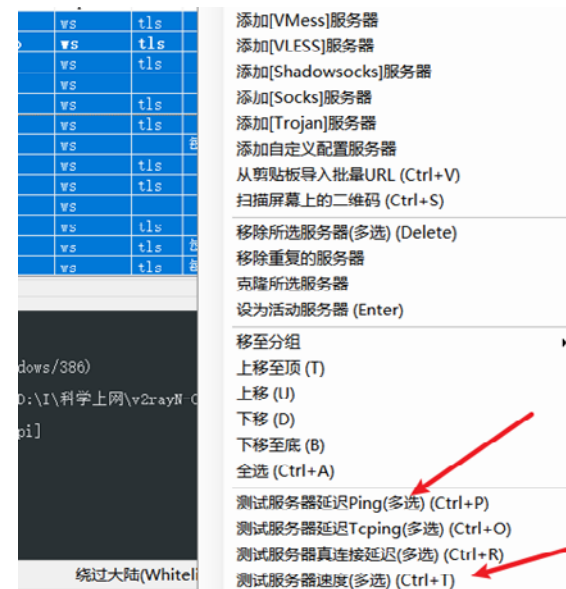 ws tls
ws tls
ws tls
ws
ws tls
ws tls
ws
ws tls
ws tls
ws
ws tls
ws tls
ws tls
dows/386)
D:\I\科学上网\v2rayN-C
pi]
绕过大陆(Whiteli
添加[VMess]服务器
添加[VLESS]服务器
添加[Shadowsocks]服务器
添加[Socks]服务器
添加[Trojan]服务器
添加自定义配置服务器
从剪贴板导入批量URL (Ctrl+V)
扫描屏幕上的二维码 (Ctrl+S)
移除所选服务器(多选) (Delete)
移除重复的服务器
克隆所选服务器
设为活动服务器 (Enter)
移至分组
上移至顶 (T)
上移 (U)
下移 (D)
下移至底 (B)
全选 (Ctrl+A)
测试服务器延迟Ping(多选) (Ctrl+P)
测试服务器延迟Tcping(多选) (Ctrl+O)
测试服务器真连接延迟(多选) (Ctrl+R)
测试服务器速度(多选) (Ctrl+T)